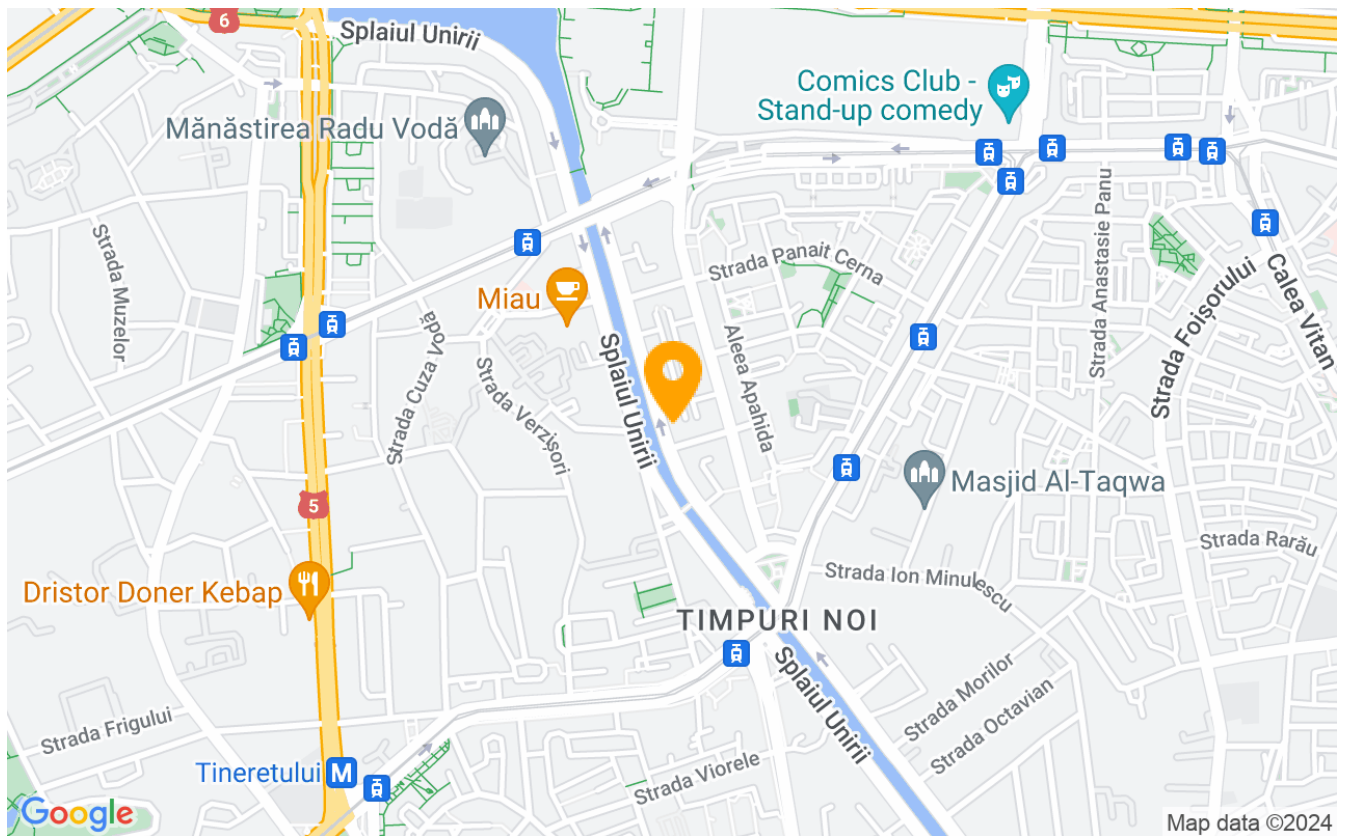 6
Splaiul Unirii
Comics Club -
Stand-up comedy
Mănăstirea Radu Vodă
Strada Muzelor
Strada Panait Cerna
Strada Anastasie Panu
Strada Foișorului
Calea Vitan
Miau
Strada Cuza Vodă
Strada Verzișori
Splaiul Unirii
Aleea Apahida
Masjid Al-Taqwa
5
Strada Rarău
Dristor Doner Kebap
Strada Ion Minulescu
TIMPURI NOI
Splaiul Unirii
Strada Morilor
Strada Octavian
Strada Frigului
Tineretului M
Strada Viorele
Google
Map data ©2024